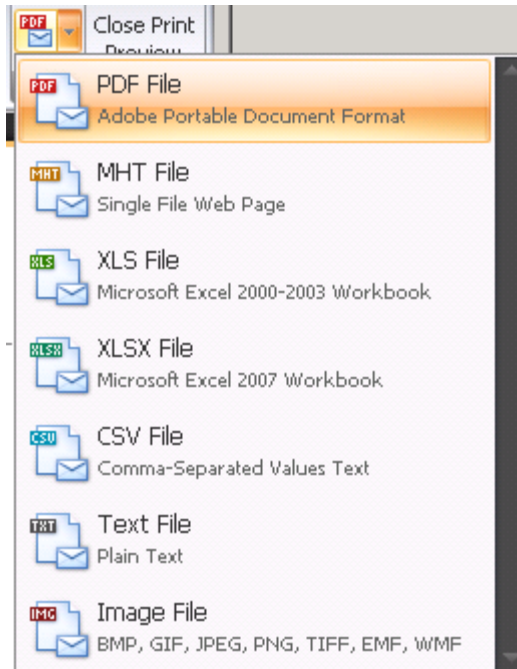 PDF
Close Print
Preview
PDF
PDF File
Adobe Portable Document Format
MHT
MHT File
Single File Web Page
XLS
XLS File
Microsoft Excel 2000-2003 Workbook
XLSX
XLSX File
Microsoft Excel 2007 Workbook
CSV
CSV File
Comma-Separated Values Text
TXT
Text File
Plain Text
IMG
Image File
BMP, GIF, JPEG, PNG, TIFF, EMF, WMF